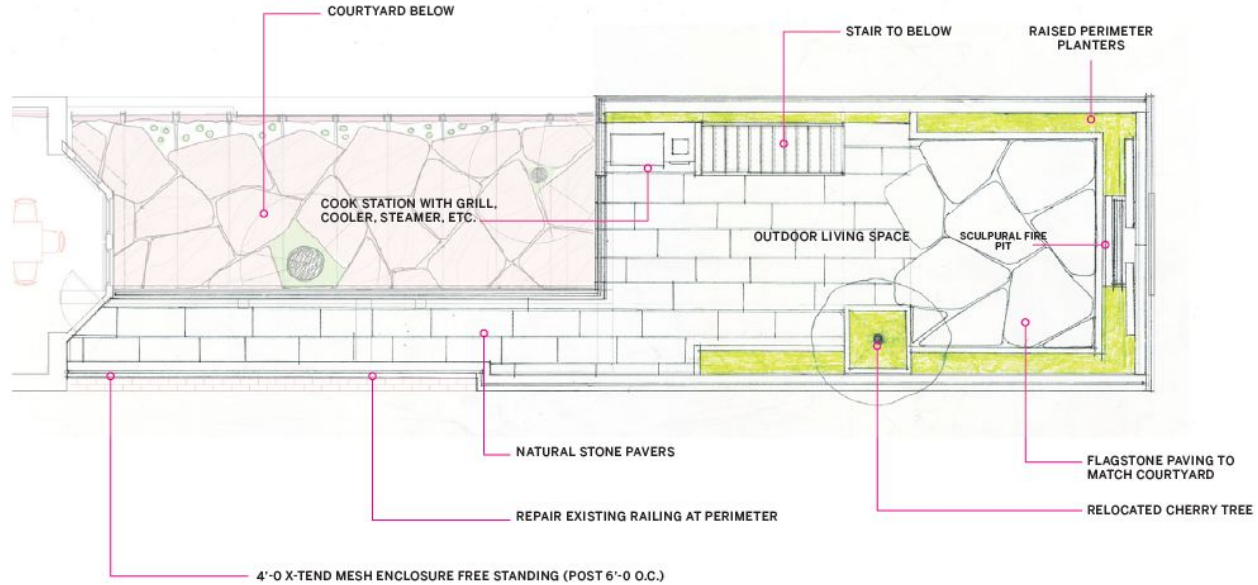 COURTYARD BELOW
STAIR TO BELOW
RAISED PERIMETER
PLANTERS
COOK STATION WITH GRILL,
COOLER, STEAMER, ETC.
OUTDOOR LIVING SPACE
SCULPURAL FIRE
PIT
NATURAL STONE PAVERS
FLAGSTONE PAVING TO
MATCH COURTYARD
REPAIR EXISTING RAILING AT PERIMETER
RELOCATED CHERRY TREE
4'-0 X-TEND MESH ENCLOSURE FREE STANDING (POST 6'-0 O.C.)